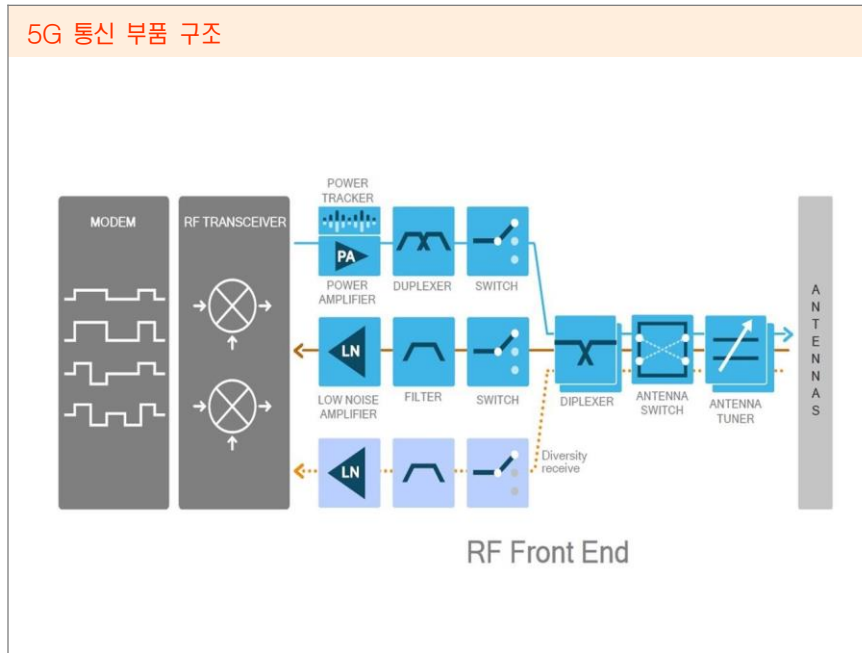 5G 통신 부품 구조
MODEM
RF TRANSCEIVER
POWER
TRACKER
PA
POWER
AMPLIFIER
DUPLEXER
SWITCH
LN
LOW NOISE
AMPLIFIER
FILTER
SWITCH
DIPLEXER
ANTENNA
SWITCH
ANTENNA
TUNER
LN
Diversity
receive
ANTENNAS
RF Front End